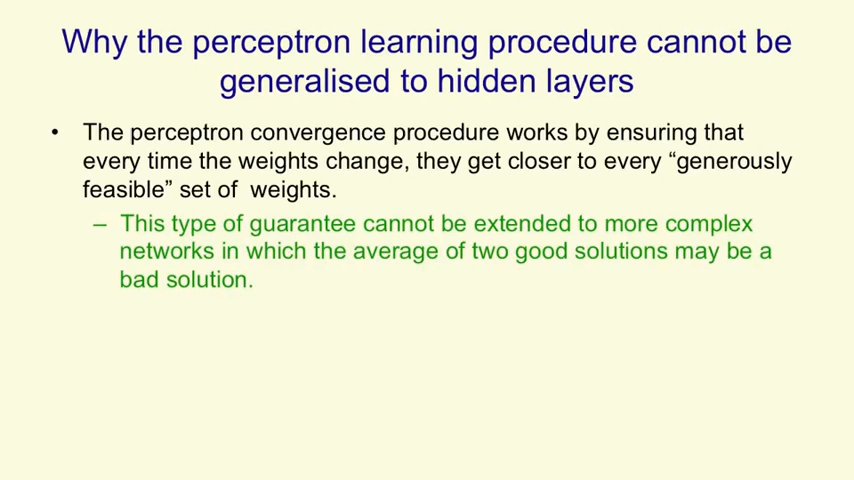 Why the perceptron learning procedure cannot be
generalised to hidden layers
• The perceptron convergence procedure works by ensuring that
every time the weights change, they get closer to every “generously
feasible” set of weights.
– This type of guarantee cannot be extended to more complex
networks in which the average of two good solutions may be a
bad solution.